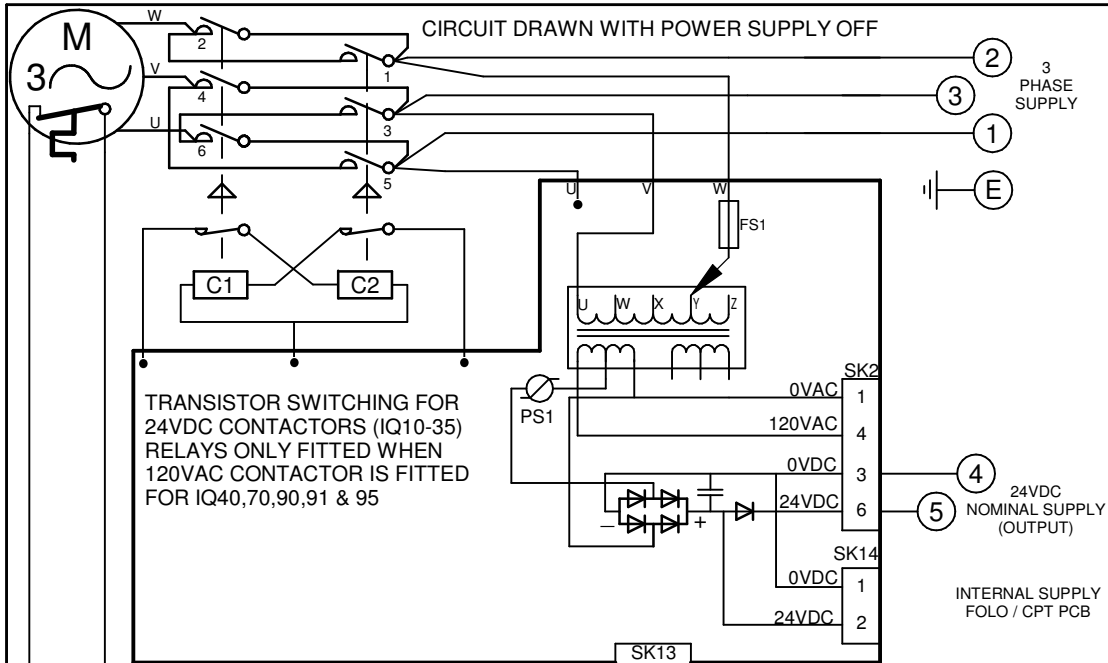 W
CIRCUIT DRAWN WITH POWER SUPPLY OFF
M
2
2
3
1
3
PHASE
SUPPLY
V
4
3
3
U
6
1
5
U
V
W
E
FS1
C1
C2
U
W
X
Y
Z
SK2
TRANSISTOR SWITCHING FOR
24VDC CONTACTORS (IQ10-35)
RELAYS ONLY FITTED WHEN
120VAC CONTACTOR IS FITTED
FOR IQ40,70,90,91 & 95
PS1
0VAC
1
120VAC
4
0VDC
3
4
24VDC
NOMINAL SUPPLY
(OUTPUT)
24VDC
6
5
–
+
SK14
0VDC
1
INTERNAL SUPPLY
FOLO / CPT PCB
24VDC
2
SK13